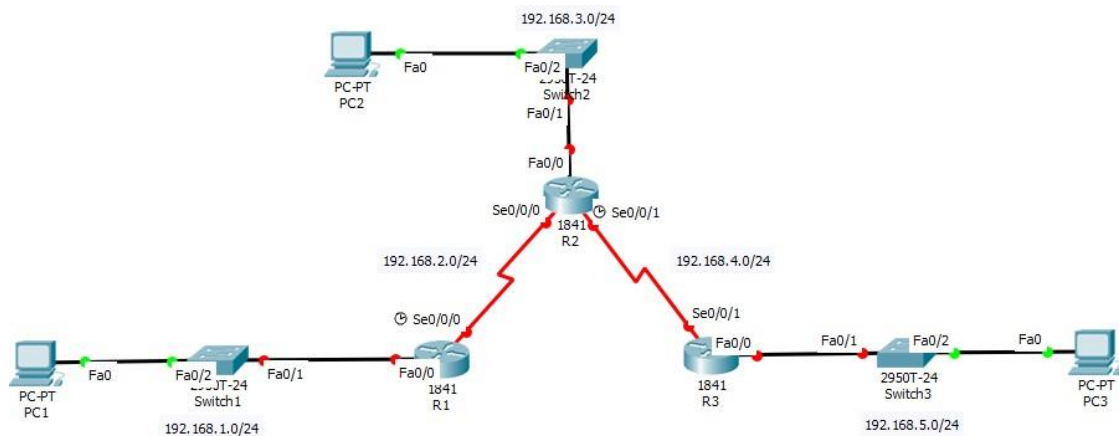 192.168.3.0/24
Fa0
Fa0/2
PC-PT
PC2
Switch2
Fa0/1
Fa0/0
Se0/0/0
Se0/0/1
1841
R2
192.168.2.0/24
192.168.4.0/24
Se0/0/0
Se0/0/1
Fa0
Fa0/2
Fa0/1
Fa0/0
PC-PT
PC1
Switch1
1841
R1
192.168.1.0/24
Fa0/0
Fa0/1
Fa0/2
Fa0
1841
R3
2950T-24
Switch3
PC-PT
PC3
192.168.5.0/24